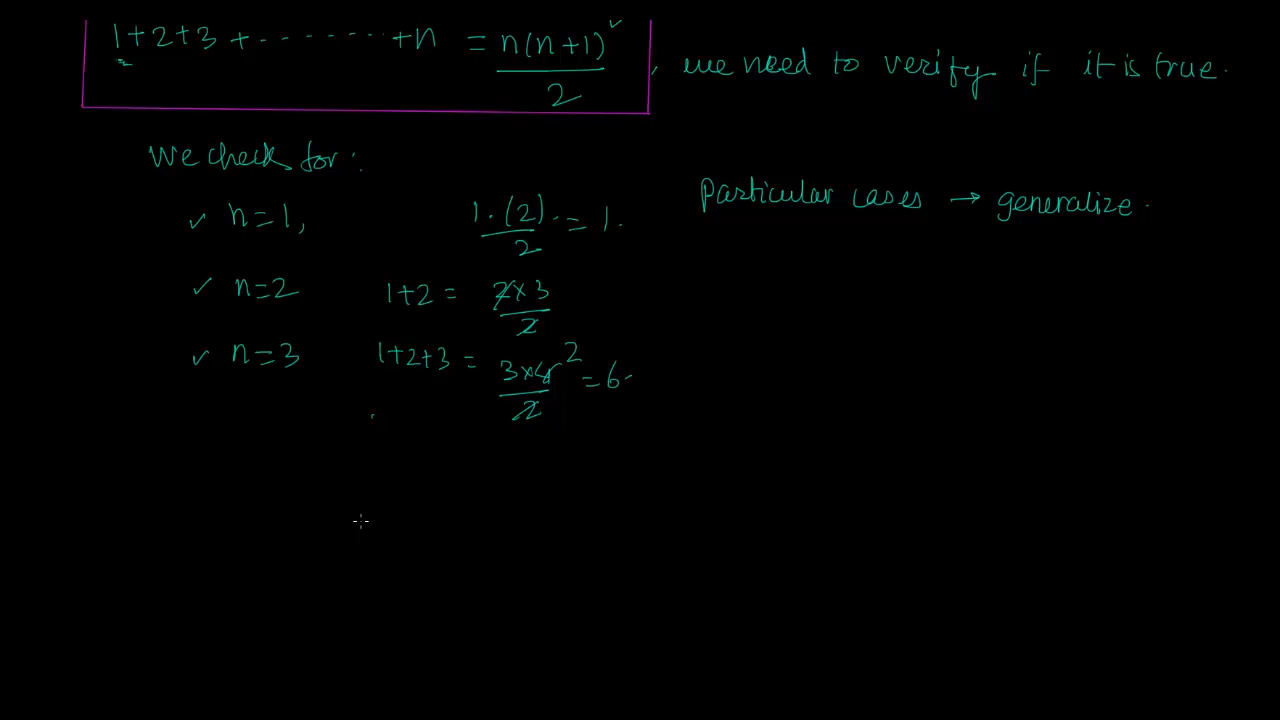 1+2+3 + ........ +n = n(n+1)/2 , we need to verify if it is true.
We check for :
Particular cases → generalize.
✓ n=1, 1.(2)/2 . = 1.
✓ n=2 1+2 = 2×3/2
✓ n=3 1+2+3 = 3×4/2 2 = 6.